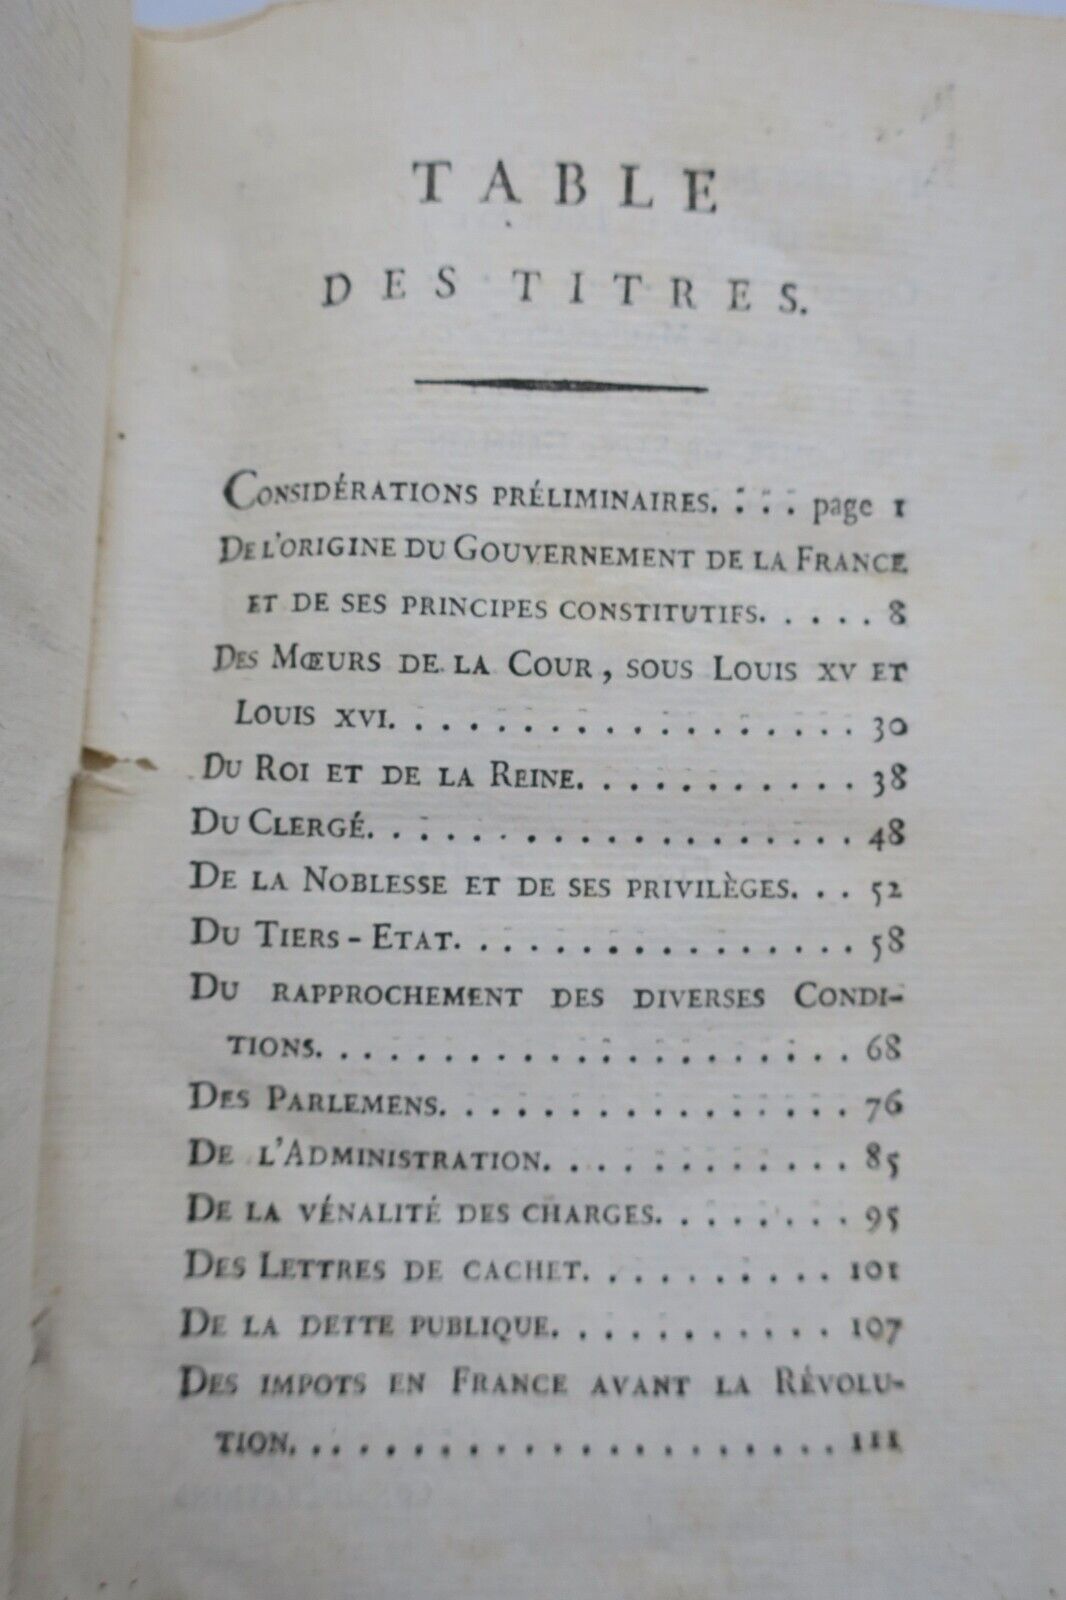 TABLE
DES TITRES.
CONSIDÉRATIONS PRÉLIMINAIRES. . . . . page 1
DE L'ORIGINE DU GOUVERNEMENT DE LA FRANCE
ET DE SES PRINCIPES CONSTITUTIFS. . . . . . 8
DES MŒURS DE LA COUR, SOUS LOUIS XV ET
LOUIS XVI. . . . . . . . . . . . . . . . . . . 30
DU ROI ET DE LA REINE. . . . . . . . . . . . 38
DU CLERGÉ. . . . . . . . . . . . . . . . . . . 48
DE LA NOBLESSE ET DE SES PRIVILÈGES. . . 52
DU TIERS-ETAT. . . . . . . . . . . . . . . . . 58
DU RAPPROCHEMENT DES DIVERSES CONDI-
TIONS. . . . . . . . . . . . . . . . . . . . . 68
DES PARLEMENS. . . . . . . . . . . . . . . . . 76
DE L'ADMINISTRATION. . . . . . . . . . . . . 85
DE LA VÉNALITÉ DES CHARGES. . . . . . . . . 95
DES LETTRES DE CACHET. . . . . . . . . . . 101
DE LA DETTE PUBLIQUE. . . . . . . . . . . . 107
DES IMPOTS EN FRANCE AVANT LA RÉVOLU-
TION. . . . . . . . . . . . . . . . . . . . . . 111